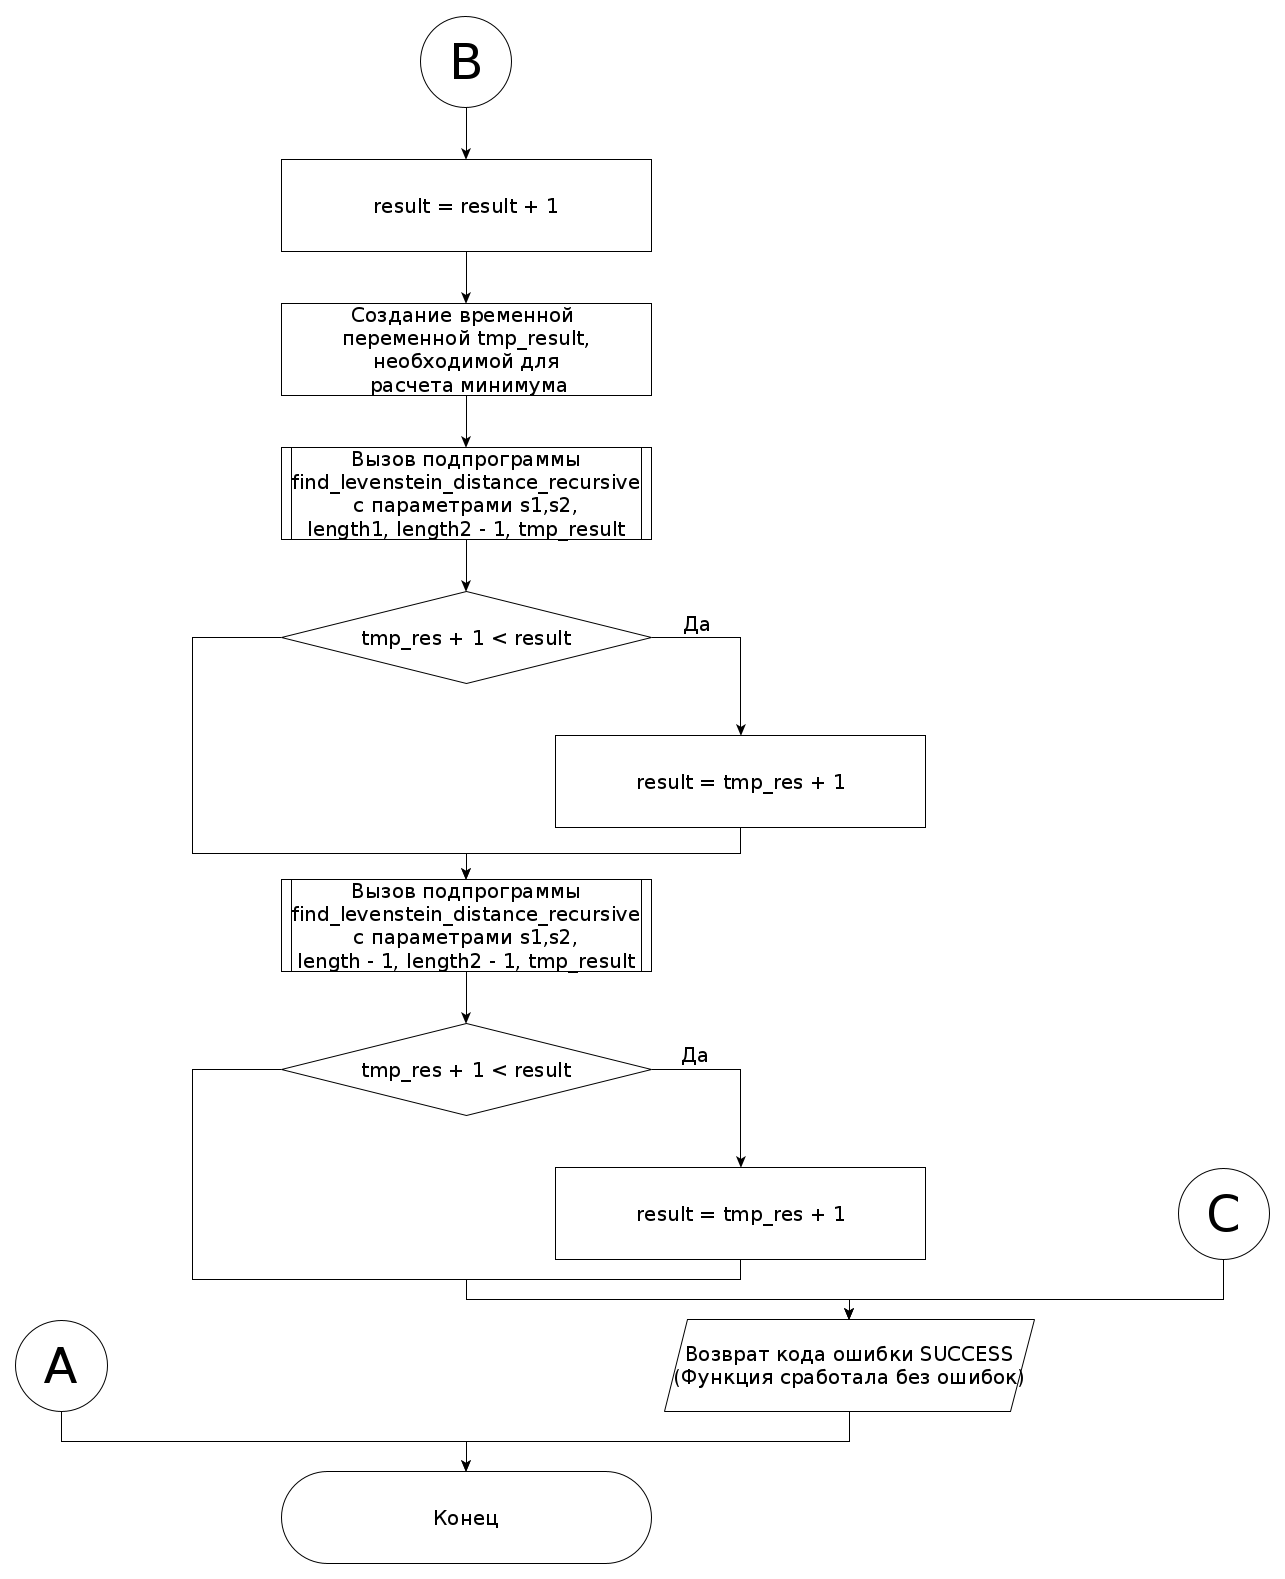 B
result = result + 1
Создание временной
переменной tmp_result,
необходимой для
расчета минимума
Вызов подпрограммы
find_levenstein_distance_recursive
с параметрами s1,s2,
length1, length2 - 1, tmp_result
tmp_res + 1 < result
Да
result = tmp_res + 1
Вызов подпрограммы
find_levenstein_distance_recursive
с параметрами s1,s2,
length - 1, length2 - 1, tmp_result
tmp_res + 1 < result
Да
result = tmp_res + 1
C
Возврат кода ошибки SUCCESS
(Функция сработала без ошибок)
A
Конец